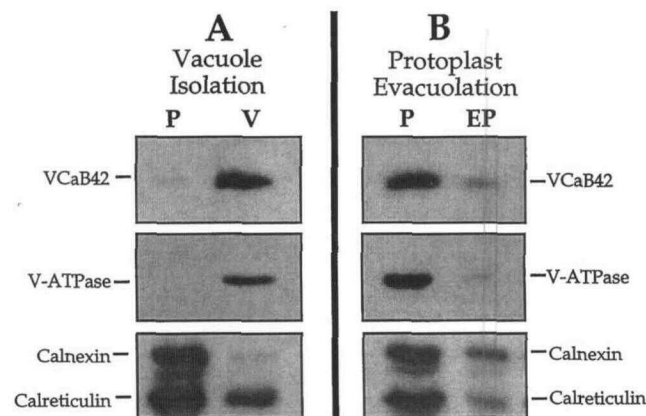 A
Vacuole
Isolation
P V
VCaB42
V-ATPase
Calnexin
Calreticulin
B
Protoplast
Evacuolation
P EP
VCaB42
V-ATPase
Calnexin
Calreticulin